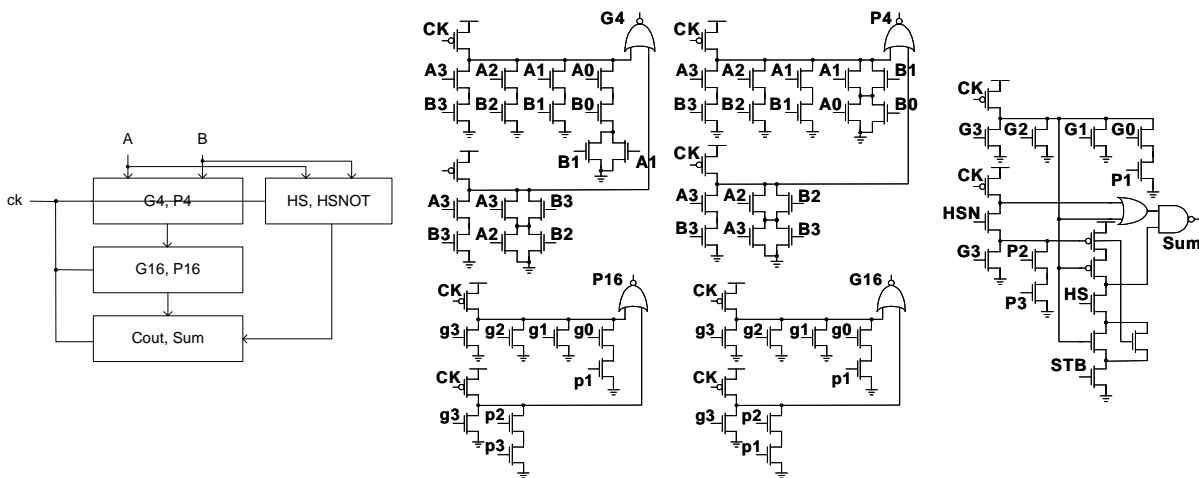 A B
ck
G4, P4
HS, HSNOT
G16, P16
Cout, Sum
G4
CK
A3 A2 A1 A0
B3 B2 B1 B0
B1 A1
A3 A3 B3
B3 A2 B2
P4
CK
A3 A2 A1 A1 B1
B3 B2 B1 A0 B0
CK
A3 A2 B2
B3 A3 B3
P16
CK
g3 g2 g1 g0
p1
CK
g3 p2
p3
G16
CK
g3 g2 g1 g0
p1
CK
g3 p2
p1
CK
G3 G2 G1 G0
P1
CK
HSN
Sum
G3 P2
P3
HS
STB